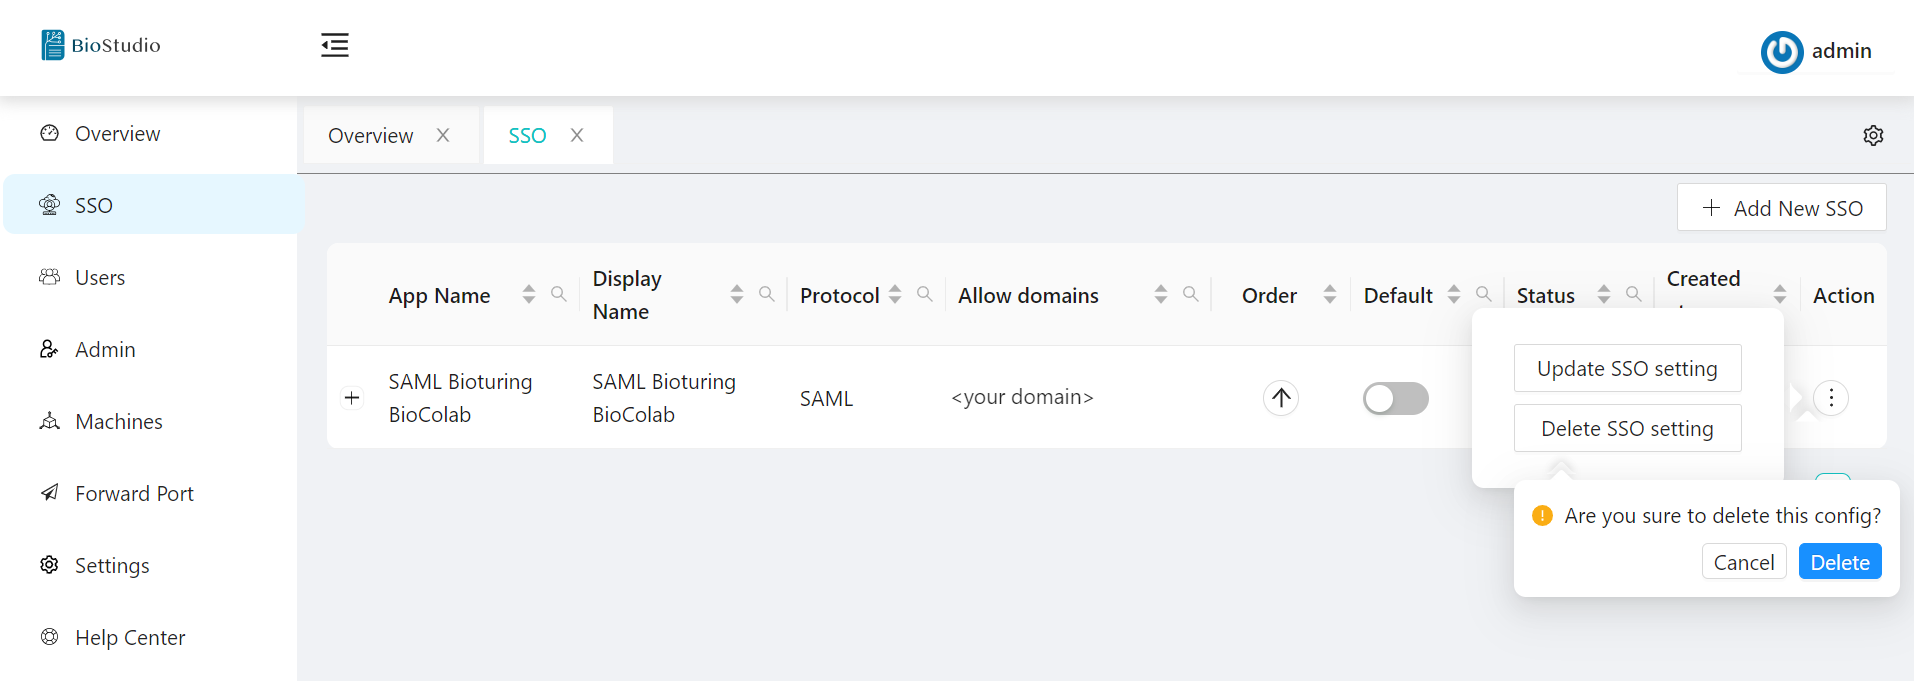 BioStudio
admin
Overview
SSO
Users
Admin
Machines
Forward Port
Settings
Help Center
Overview
SSO
Add New SSO
App Name
Display
Name
Protocol
Allow domains
Order
Default
Status
Created
Action
SAML Bioturing
BioColab
SAML Bioturing
BioColab
SAML
<your domain>
Update SSO setting
Delete SSO setting
Are you sure to delete this config?
Cancel
Delete